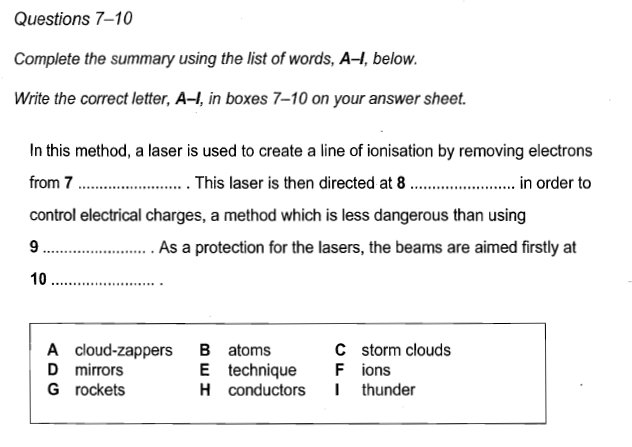 Questions 7–10
Complete the summary using the list of words, A–I, below.
Write the correct letter, A–I, in boxes 7–10 on your answer sheet.
In this method, a laser is used to create a line of ionisation by removing electrons
from 7 ........................ . This laser is then directed at 8 ........................ in order to
control electrical charges, a method which is less dangerous than using
9 ........................ . As a protection for the lasers, the beams are aimed firstly at
10 ........................ .
A cloud-zappers B atoms C storm clouds
D mirrors E technique F ions
G rockets H conductors I thunder